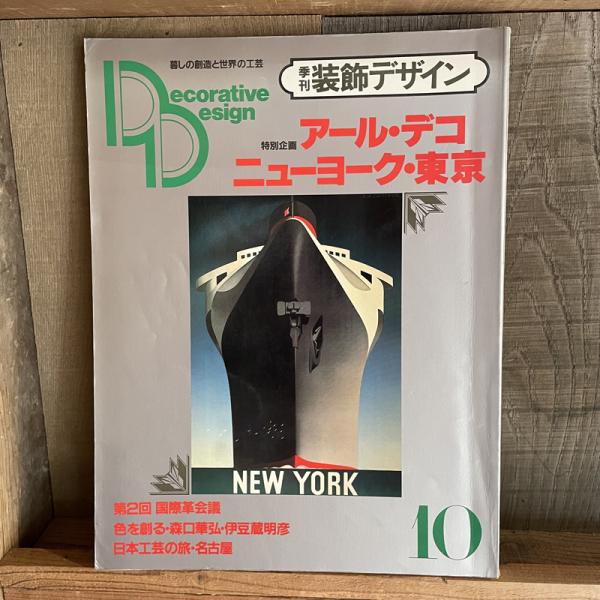 暮しの創造と世界の工芸
季刊 装飾デザイン
Decorative
Design
特別企画 アール・デコ
ニューヨーク・東京
NEW YORK
第2回 国際革会議
色を創る・森口華弘・伊豆蔵明彦
日本工芸の旅・名古屋
10